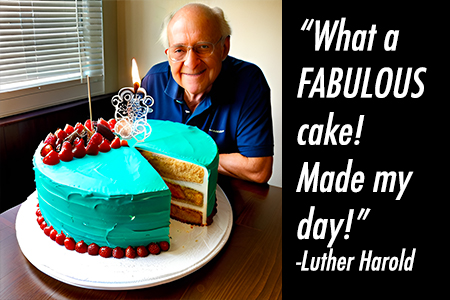 “What a
FABULOUS
cake!
Made my
day!”
-Luther Harold